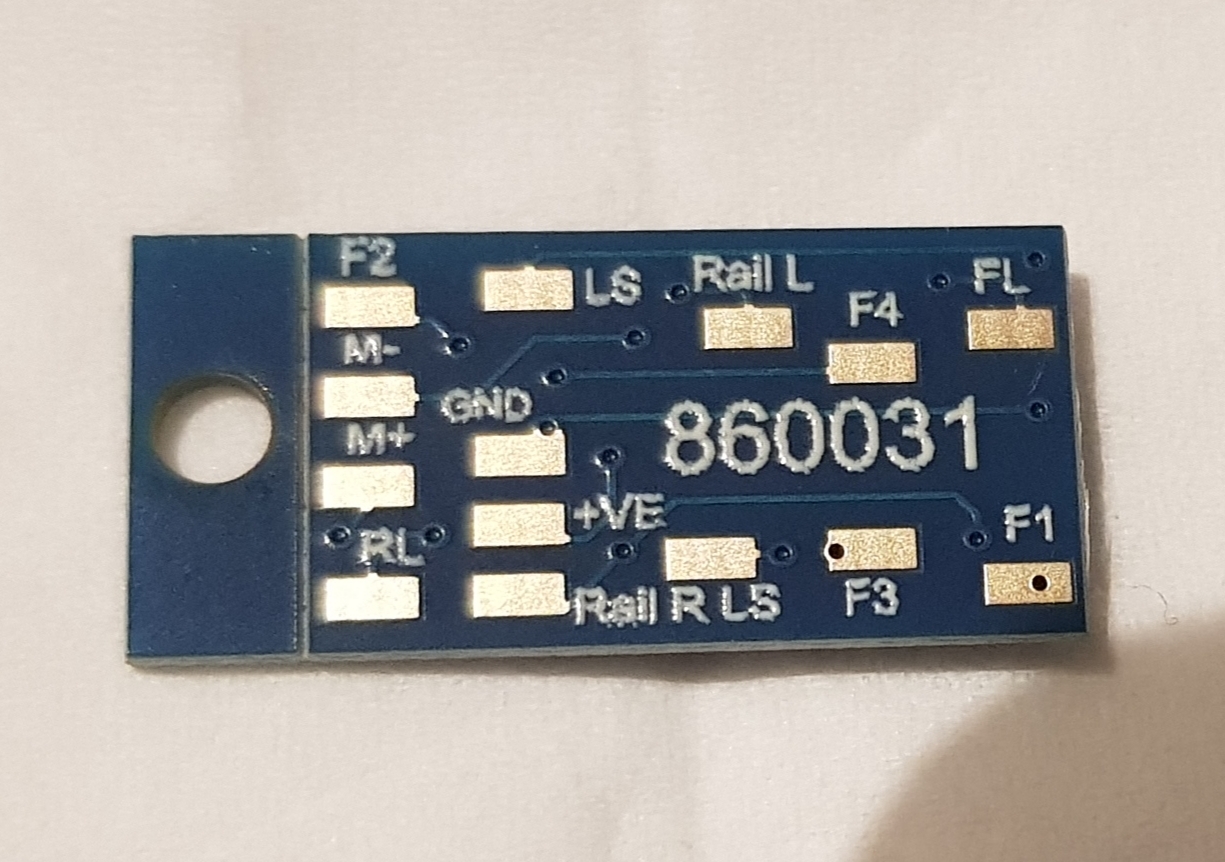 F2
LS
Rail L
FL
F4
M-
GND
860031
M+
+VE
F1
RL
Rail R LS
F3